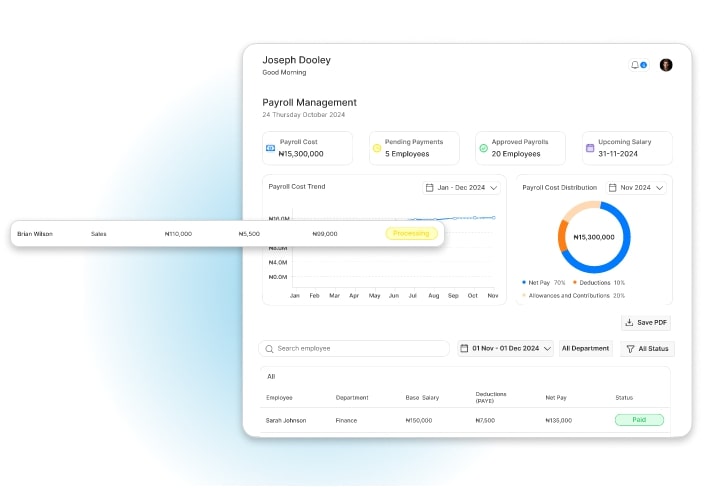 Joseph Dooley
Good Morning
Payroll Management
24 Thursday October 2024
Payroll Cost
₦15,300,000
Pending Payments
5 Employees
Approved Payrolls
20 Employees
Upcoming Salary
31-11-2024
Payroll Cost Trend
Jan - Dec 2024
Payroll Cost Distribution
Nov 2024
Brian Wilson Sales ₦110,000 ₦5,500 ₦99,000 Processing
₦4.0M
₦0.0M
Jan Feb Mar Apr May Jun Jul Aug Sep Oct Nov
₦15,300,000
Net Pay 70% Deductions 10%
Allowances and Contributions 20%
Save PDF
Search employee
01 Nov - 01 Dec 2024
All Department
All Status
All
Employee Department Base Salary Deductions (PAYE) Net Pay Status
Sarah Johnson Finance ₦150,000 ₦7,500 ₦135,000 Paid